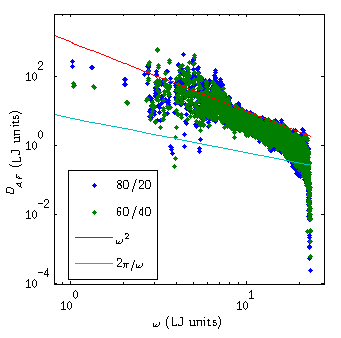 10^2
10^0
10^-2
10^-4
D_AF (LJ units)
80/20
60/40
ω^2
2π/ω
10^0
10^1
ω (LJ units)